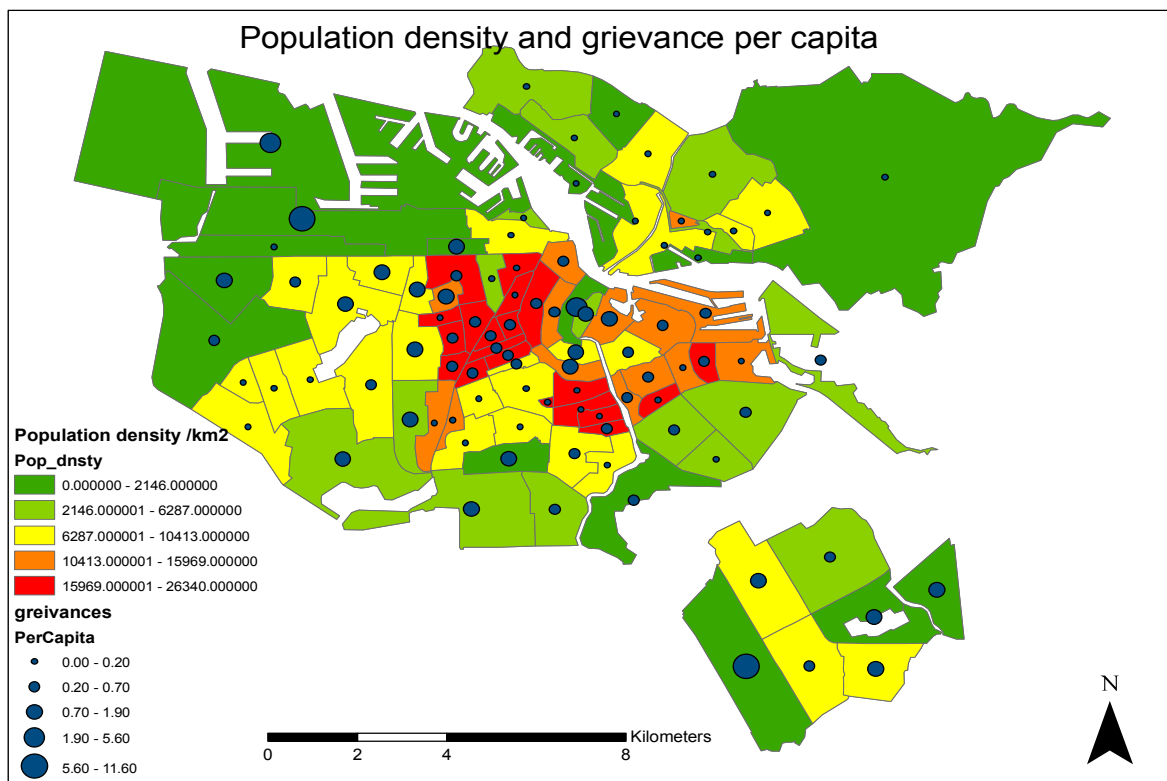 Population density and grievance per capita
Population density /km2
Pop_dnsty
0.000000 - 2146.000000
2146.000001 - 6287.000000
6287.000001 - 10413.000000
10413.000001 - 15969.000000
15969.000001 - 26340.000000
greivances
PerCapita
0.00 - 0.20
0.20 - 0.70
0.70 - 1.90
1.90 - 5.60
5.60 - 11.60
Kilometers
0 2 4 8
N